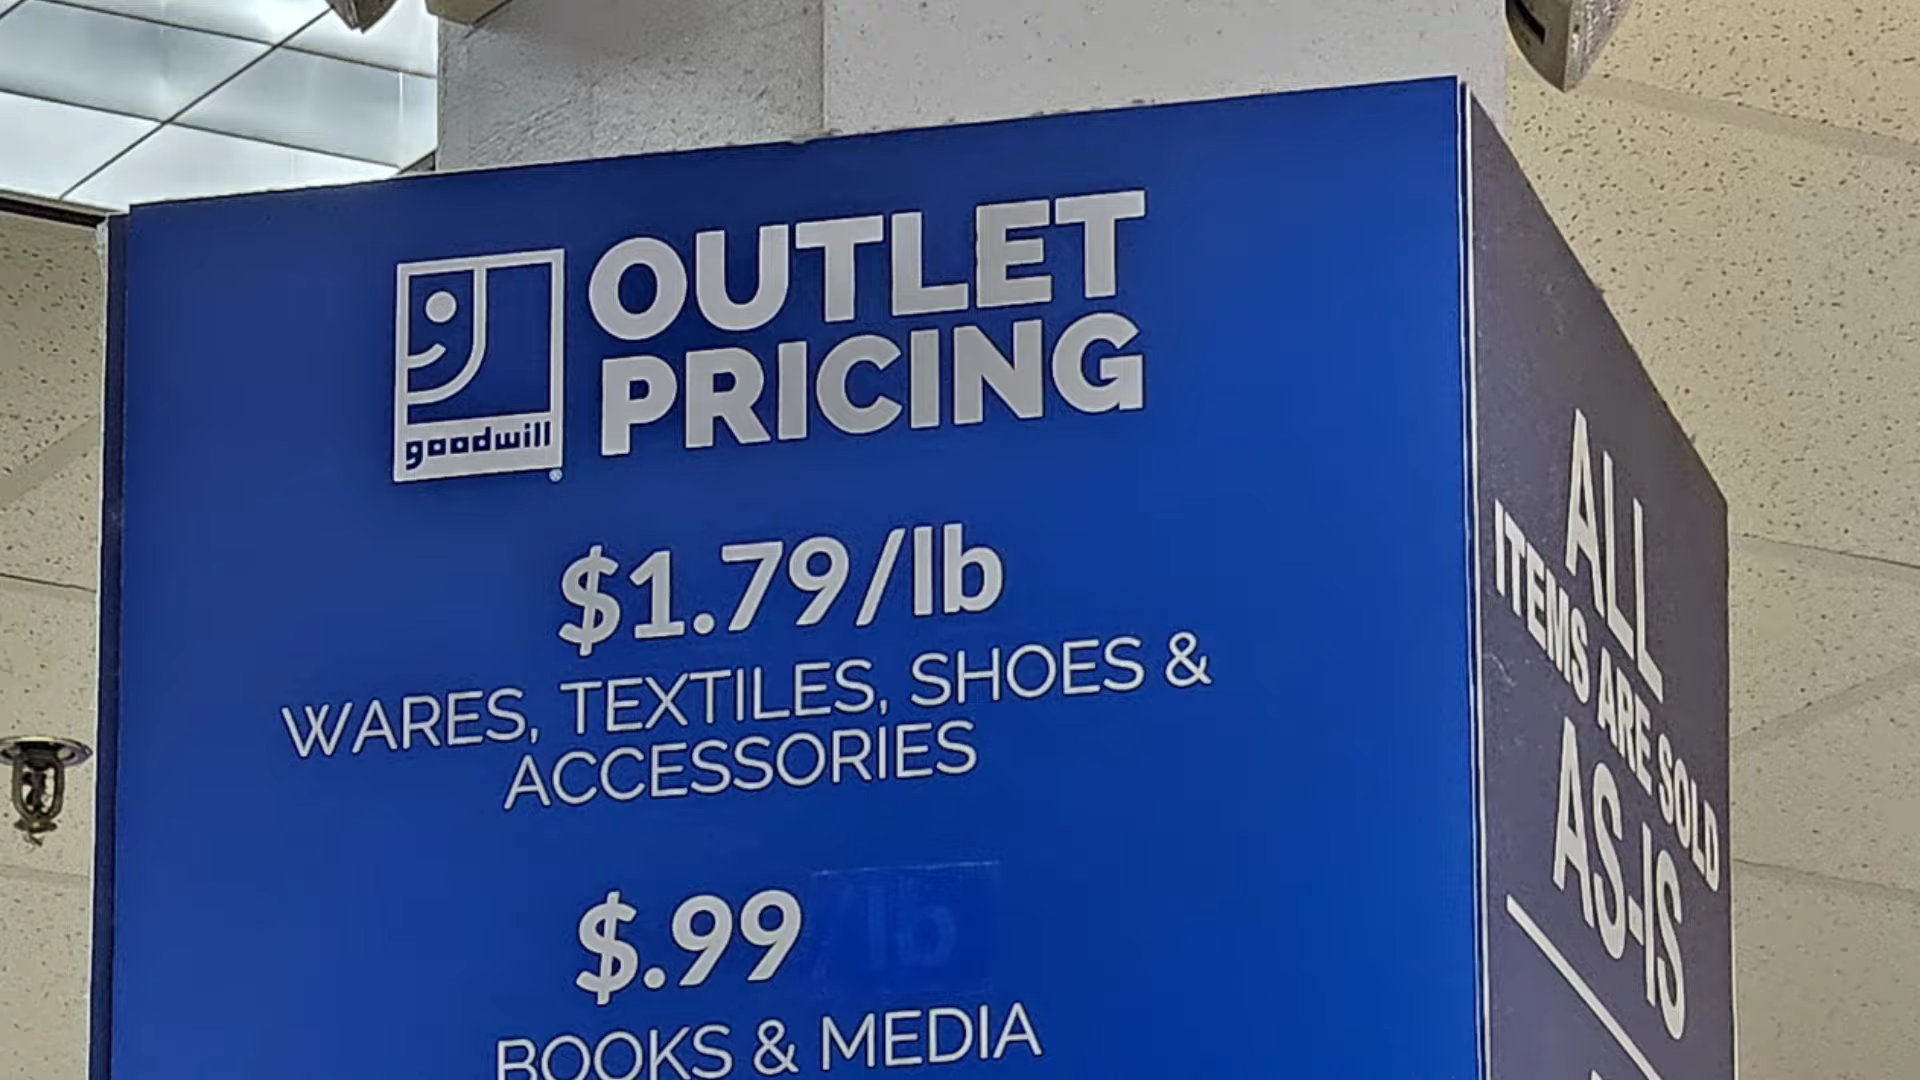 goodwill
OUTLET
PRICING
$1.79/lb
WARES, TEXTILES, SHOES &
ACCESSORIES
$.99/lb
BOOKS & MEDIA
ALL
ITEMS ARE SOLD
AS-IS